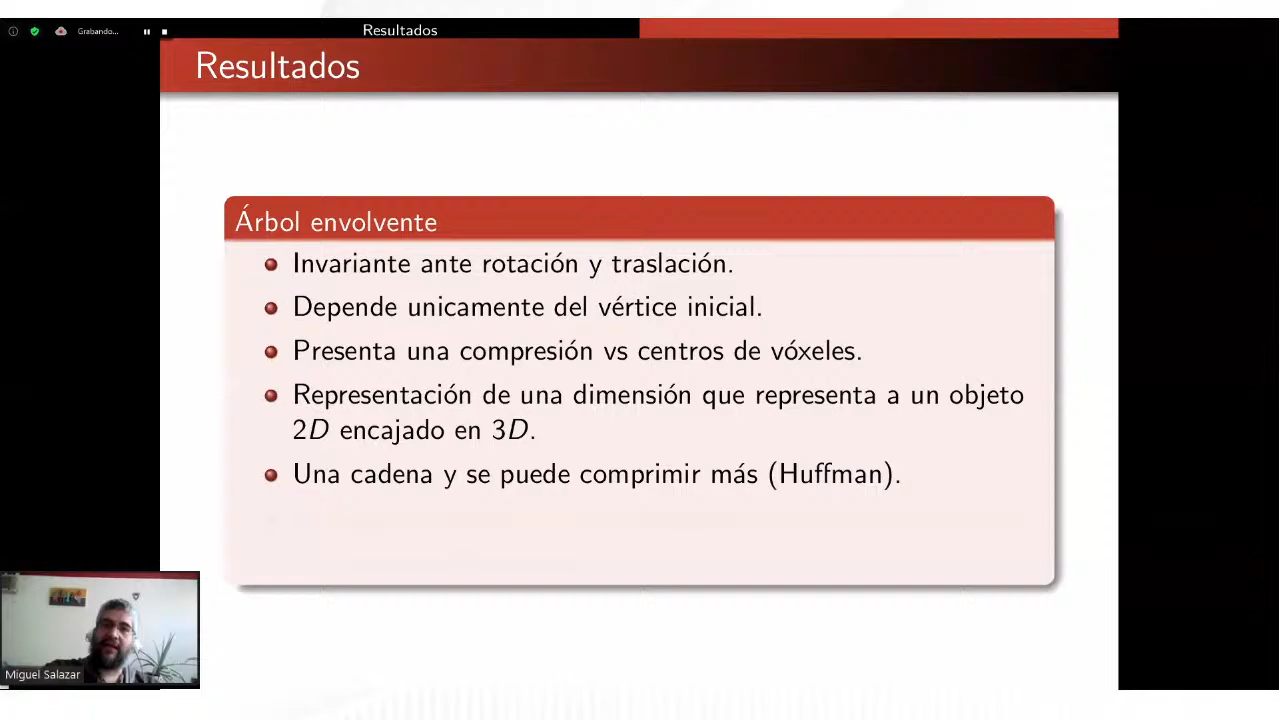 Grabando...
Resultados
Resultados
Árbol envolvente
Invariante ante rotación y traslación.
Depende unicamente del vértice inicial.
Presenta una compresión vs centros de vóxeles.
Representación de una dimensión que representa a un objeto
2D encajado en 3D.
Una cadena y se puede comprimir más (Huffman).
Miguel Salazar